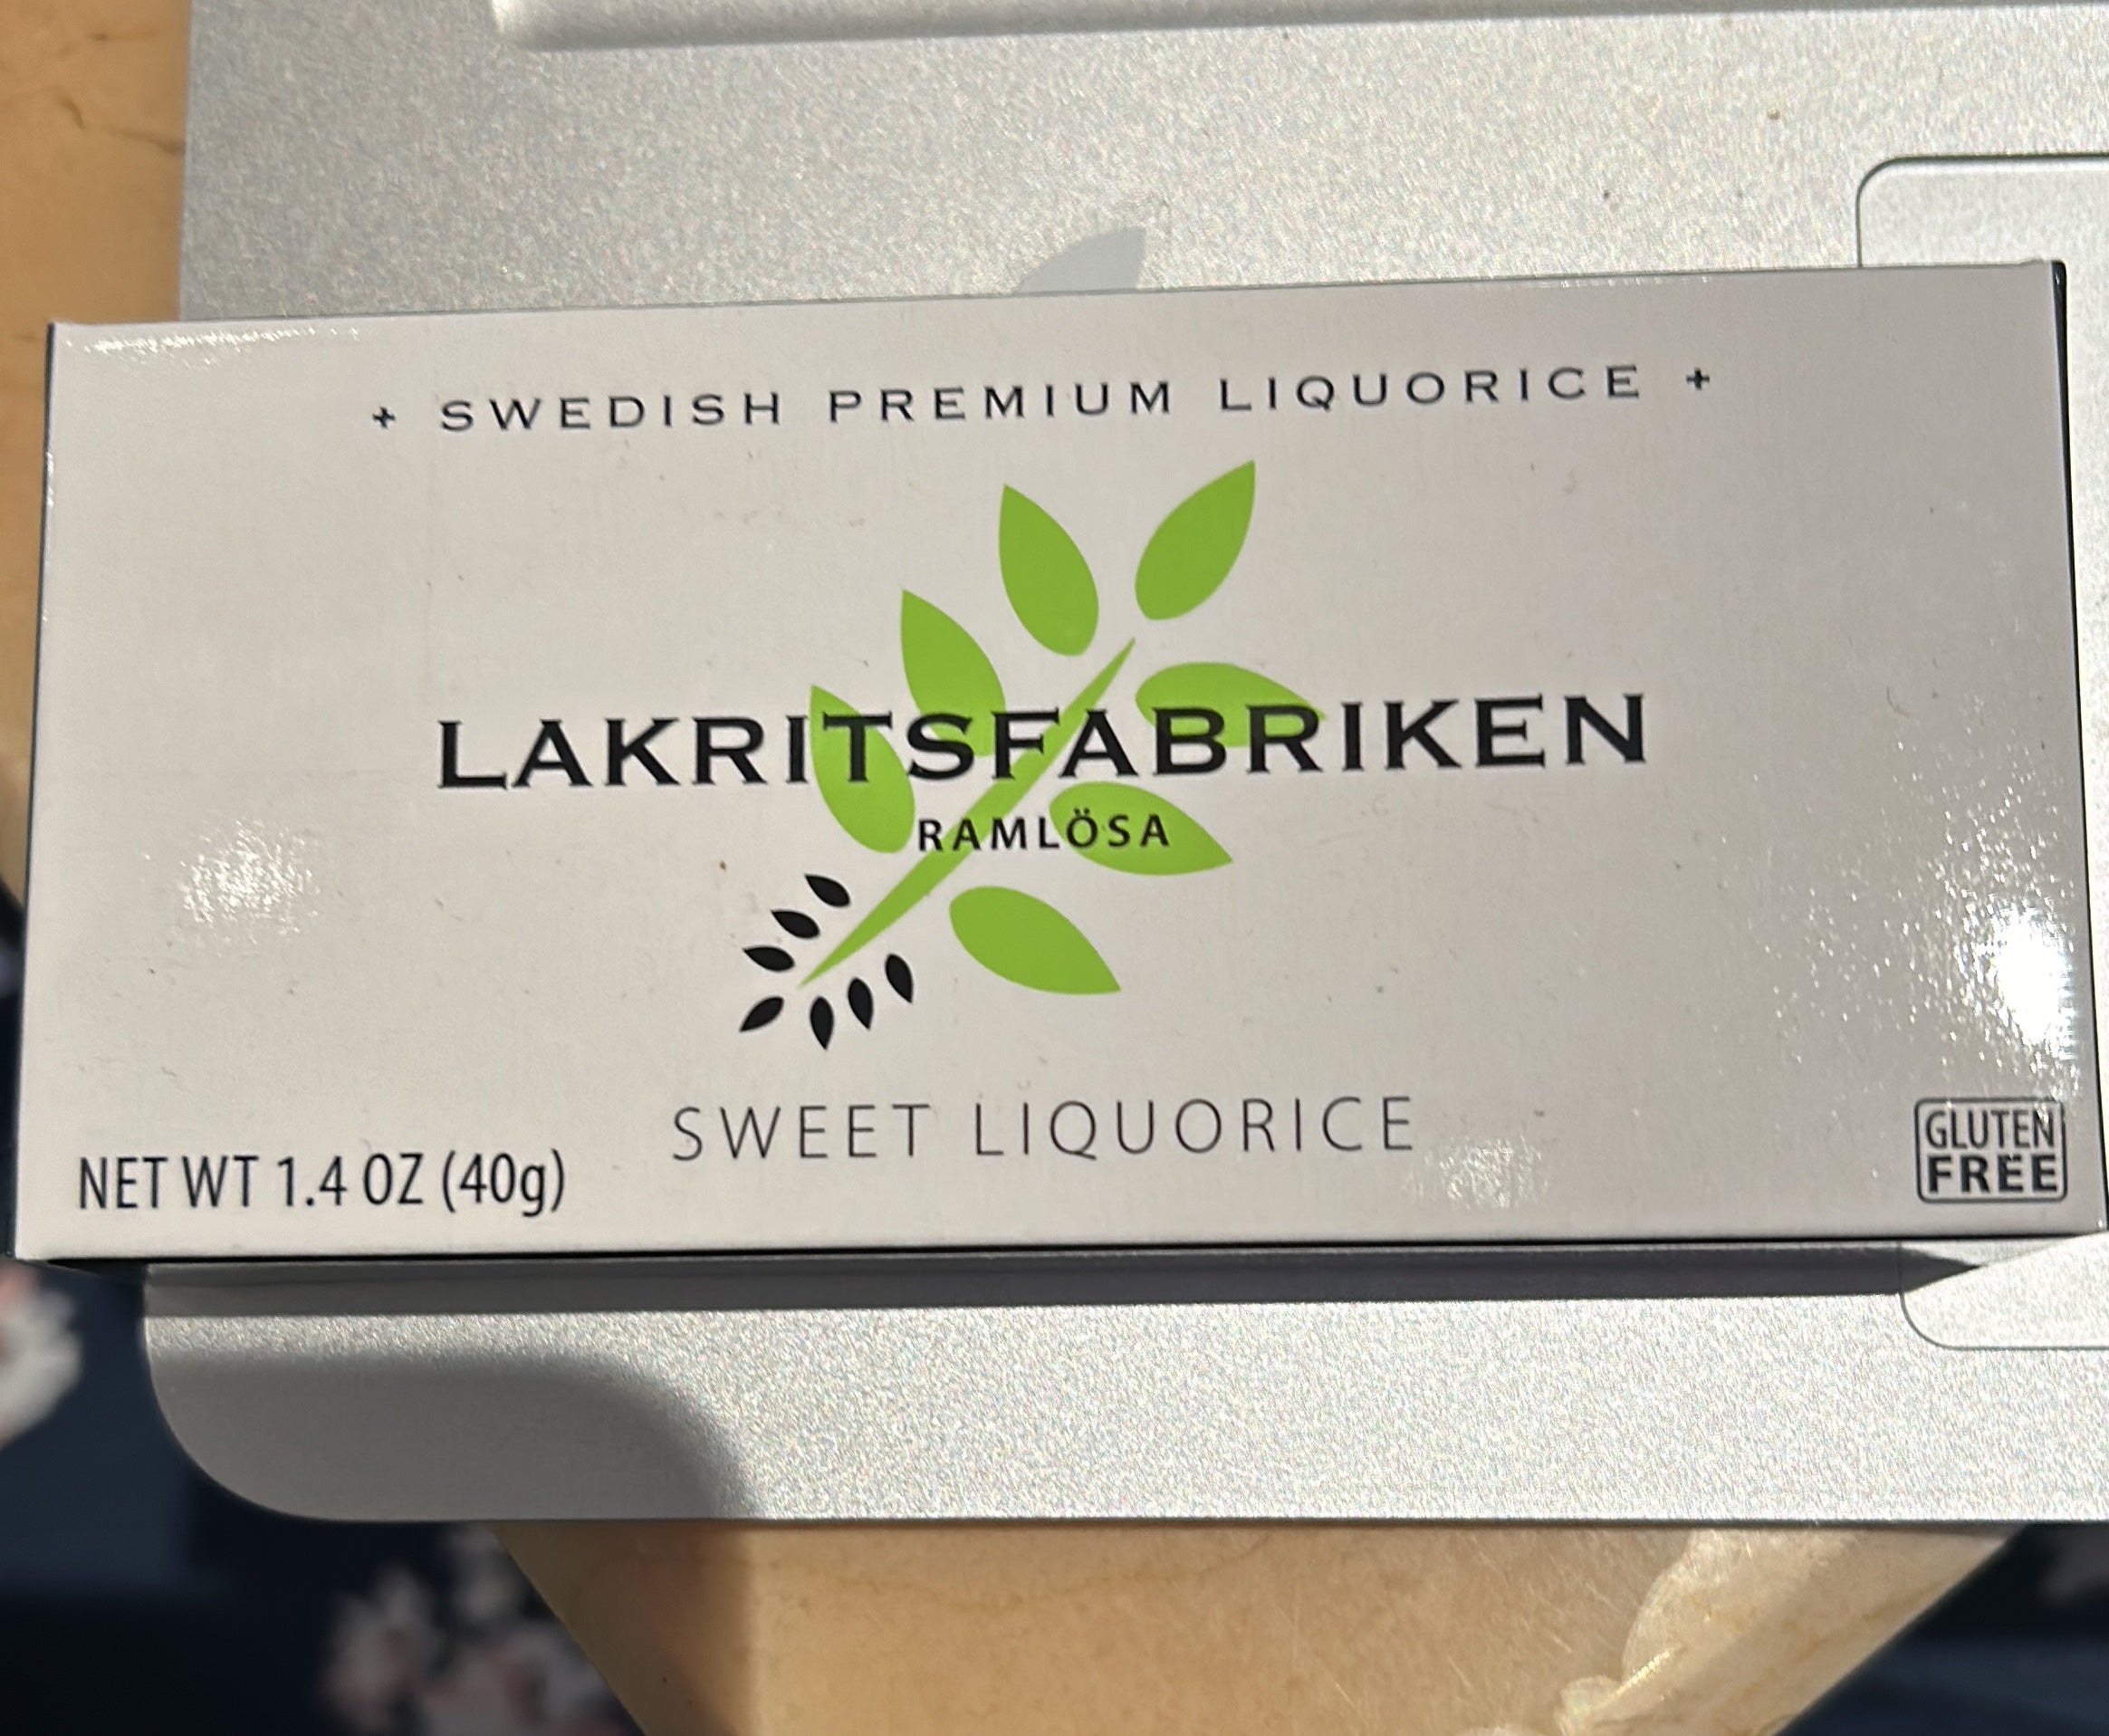 + SWEDISH PREMIUM LIQUORICE +
LAKRITSFABRIKEN
RAMLÖSA
SWEET LIQUORICE
NET WT 1.4 OZ (40g)
GLUTEN
FREE